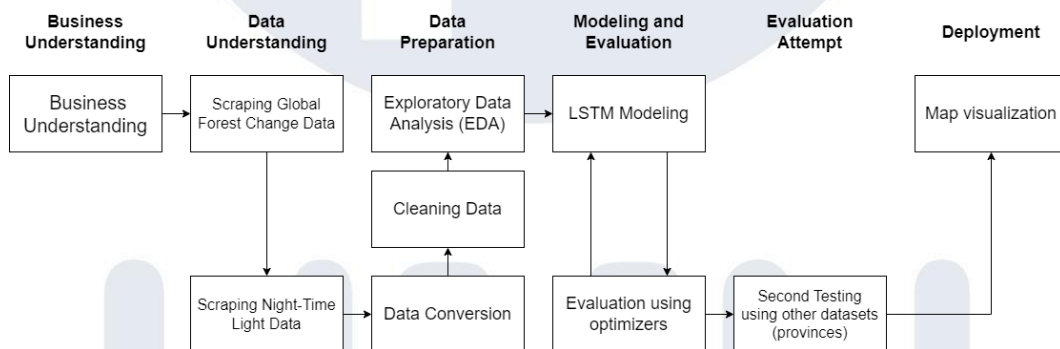 Business
Understanding
Data
Understanding
Data
Preparation
Modeling and
Evaluation
Evaluation
Attempt
Deployment
Business
Understanding
Scraping Global
Forest Change Data
Exploratory Data
Analysis (EDA)
LSTM Modeling
Map visualization
Cleaning Data
Scraping Night-Time
Light Data
Data Conversion
Evaluation using
optimizers
Second Testing
using other datasets
(provinces)